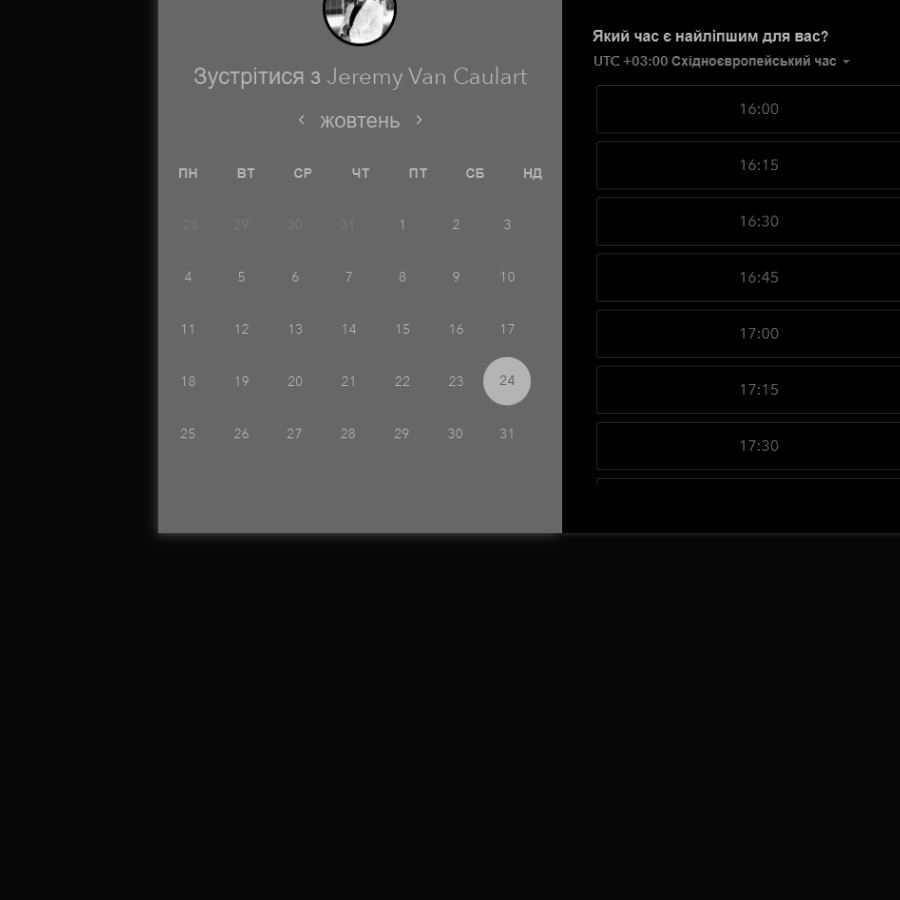 Зустрітися з Jeremy Van Caulart
‹ жовтень ›
ПН ВТ СР ЧТ ПТ СБ НД
28 29 30 31 1 2 3
4 5 6 7 8 9 10
11 12 13 14 15 16 17
18 19 20 21 22 23 24
25 26 27 28 29 30 31
Який час є найліпшим для вас?
UTC +03:00 Східноєвропейський час
16:00
16:15
16:30
16:45
17:00
17:15
17:30